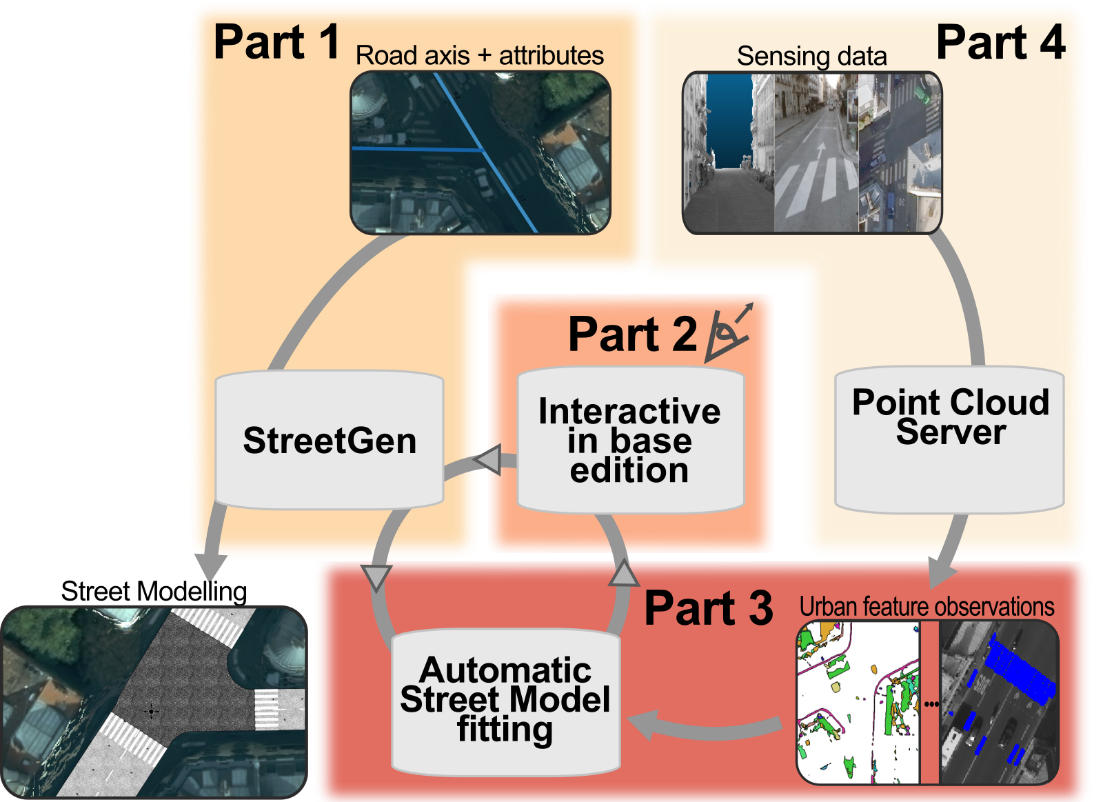 Part 1
Road axis + attributes
Sensing data
Part 4
Part 2
StreetGen
Interactive
in base
edition
Point Cloud
Server
Street Modelling
Part 3
Urban feature observations
Automatic
Street Model
fitting